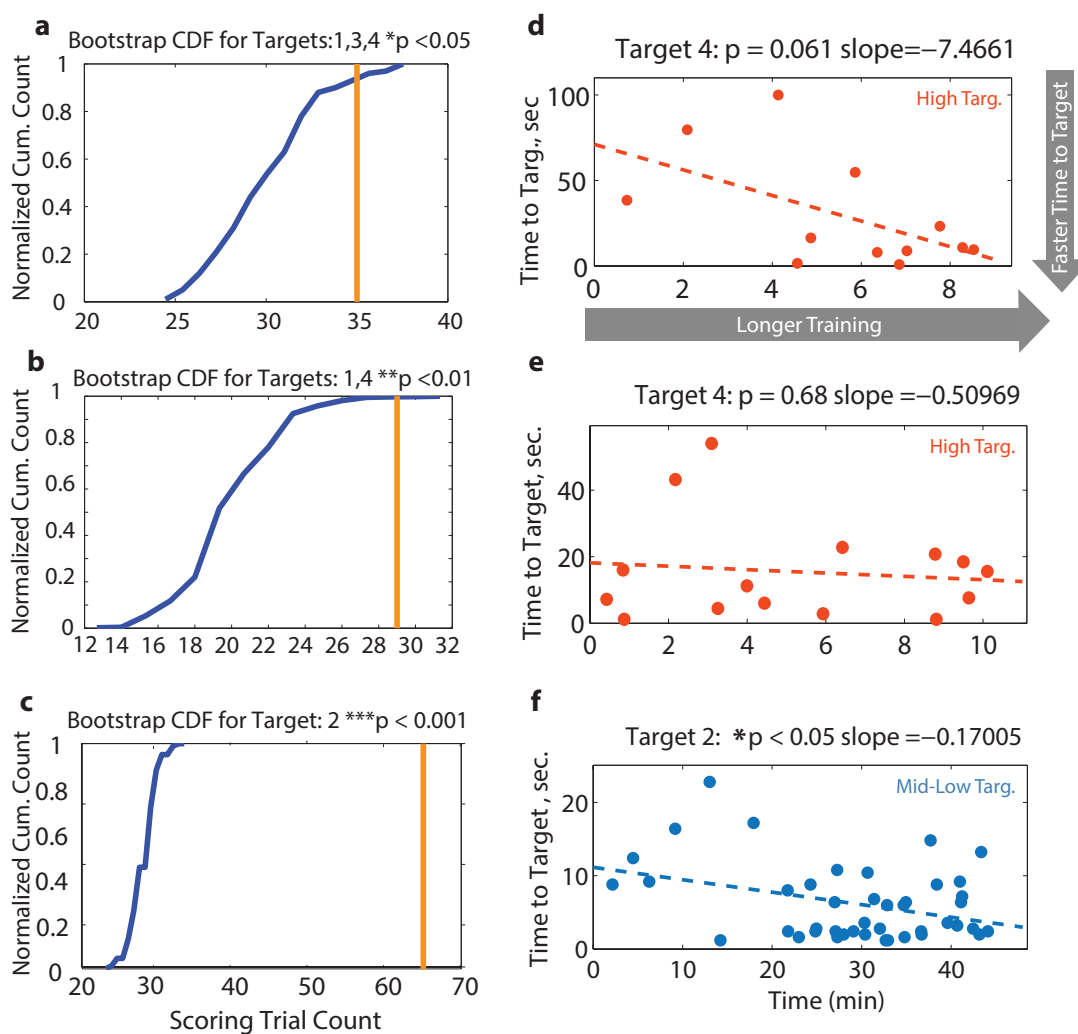 a
Bootstrap CDF for Targets:1,3,4 *p <0.05
Normalized Cum. Count
1
0.8
0.6
0.4
0.2
0
20 25 30 35 40
b
Bootstrap CDF for Targets: 1,4 **p <0.01
Normalized Cum. Count
1
0.8
0.6
0.4
0.2
0
12 14 16 18 20 22 24 26 28 30 32
c
Bootstrap CDF for Target: 2 ***p < 0.001
Normalized Cum. Count
1
0.8
0.6
0.4
0.2
0
20 30 40 50 60 70
Scoring Trial Count
d
Target 4: p = 0.061 slope=−7.4661
High Targ.
Time to Targ., sec
100
50
0
0 2 4 6 8
Faster Time to Target
Longer Training
e
Target 4: p = 0.68 slope =−0.50969
High Targ.
Time to Target, sec.
40
20
0
0 2 4 6 8 10
f
Target 2: *p < 0.05 slope =−0.17005
Mid-Low Targ.
Time to Target , sec.
20
10
0
0 10 20 30 40
Time (min)